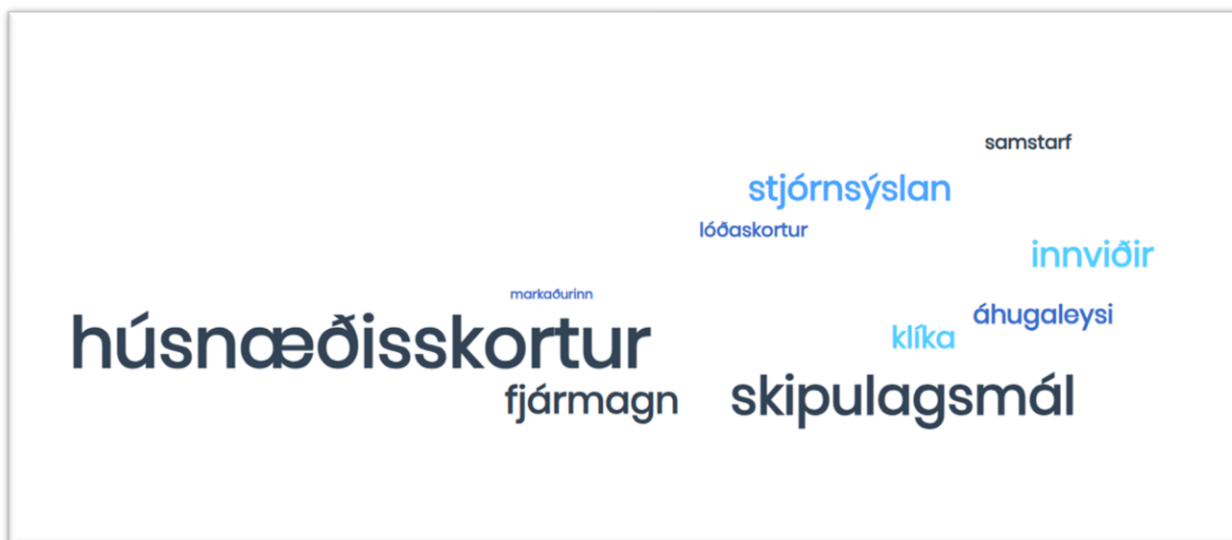 samstarf
stjórnsýslan
lóðaskortur
innviðir
markaðurinn
áhugaleysi
klíka
húsnæðisskortur
fjármagn
skipulagsmál